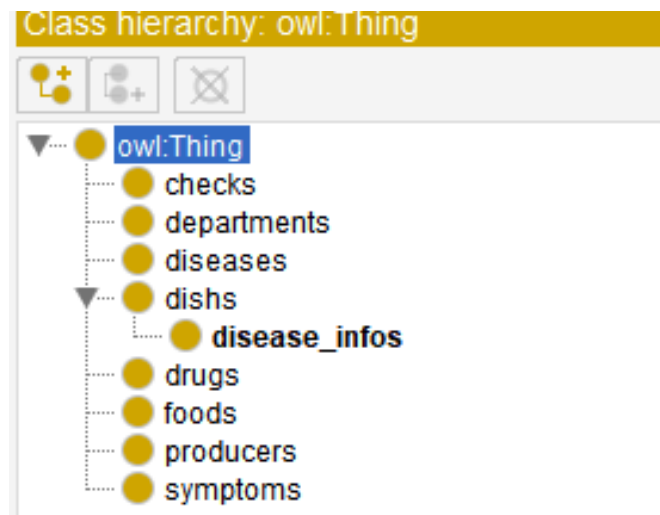 Class hierarchy: owl:Thing
owl:Thing
checks
departments
diseases
dishs
disease_infos
drugs
foods
producers
symptoms